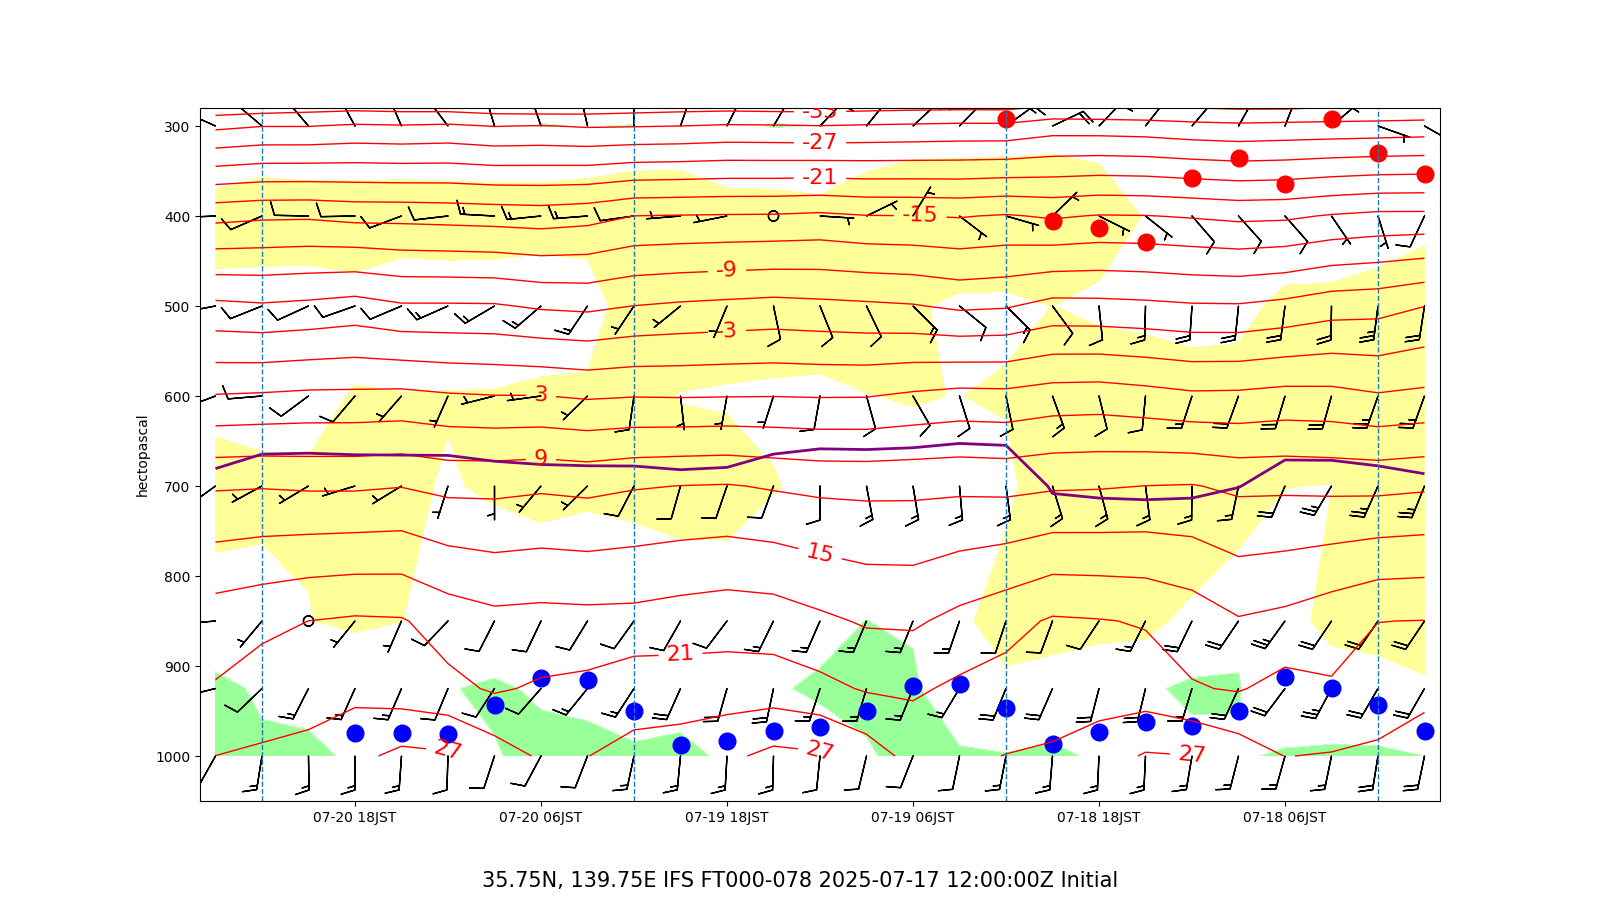 -33
300
-27
-21
400
-15
-9
500
-3
600
3
9
hectopascal
700
15
800
21
900
1000
27
27
27
07-20 18JST
07-20 06JST
07-19 18JST
07-19 06JST
07-18 18JST
07-18 06JST
35.75N, 139.75E IFS FT000-078 2025-07-17 12:00:00Z Initial